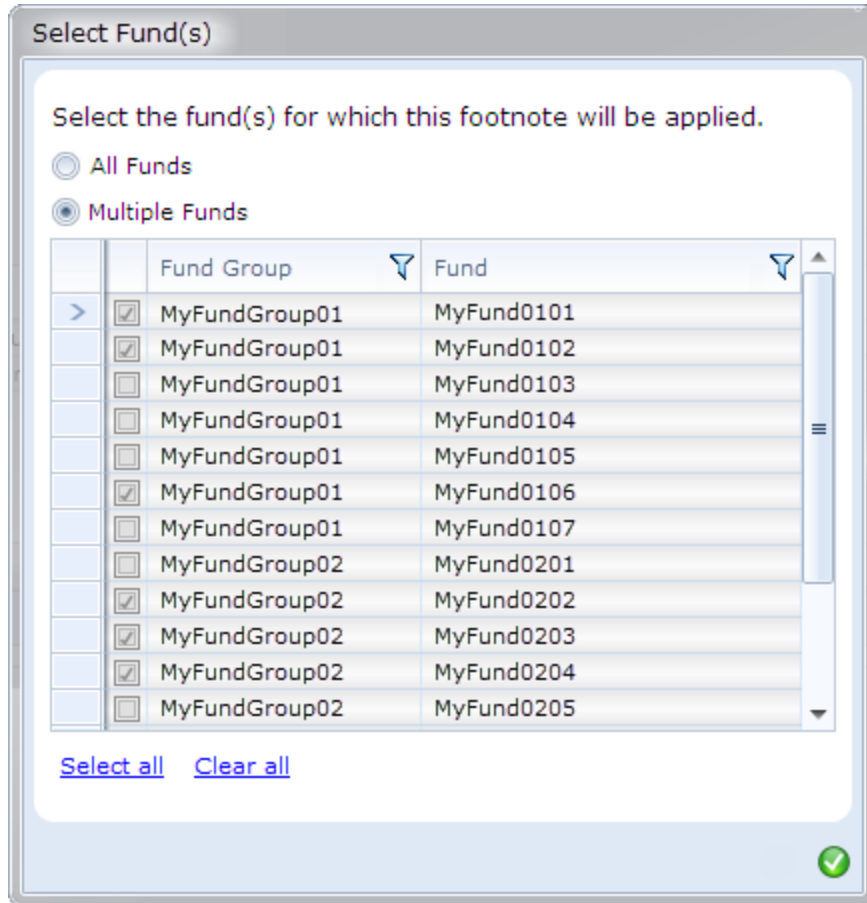 Select Fund(s)
Select the fund(s) for which this footnote will be applied.
All Funds
Multiple Funds
Fund Group Fund
MyFundGroup01 MyFund0101
MyFundGroup01 MyFund0102
MyFundGroup01 MyFund0103
MyFundGroup01 MyFund0104
MyFundGroup01 MyFund0105
MyFundGroup01 MyFund0106
MyFundGroup01 MyFund0107
MyFundGroup02 MyFund0201
MyFundGroup02 MyFund0202
MyFundGroup02 MyFund0203
MyFundGroup02 MyFund0204
MyFundGroup02 MyFund0205
Select all Clear all